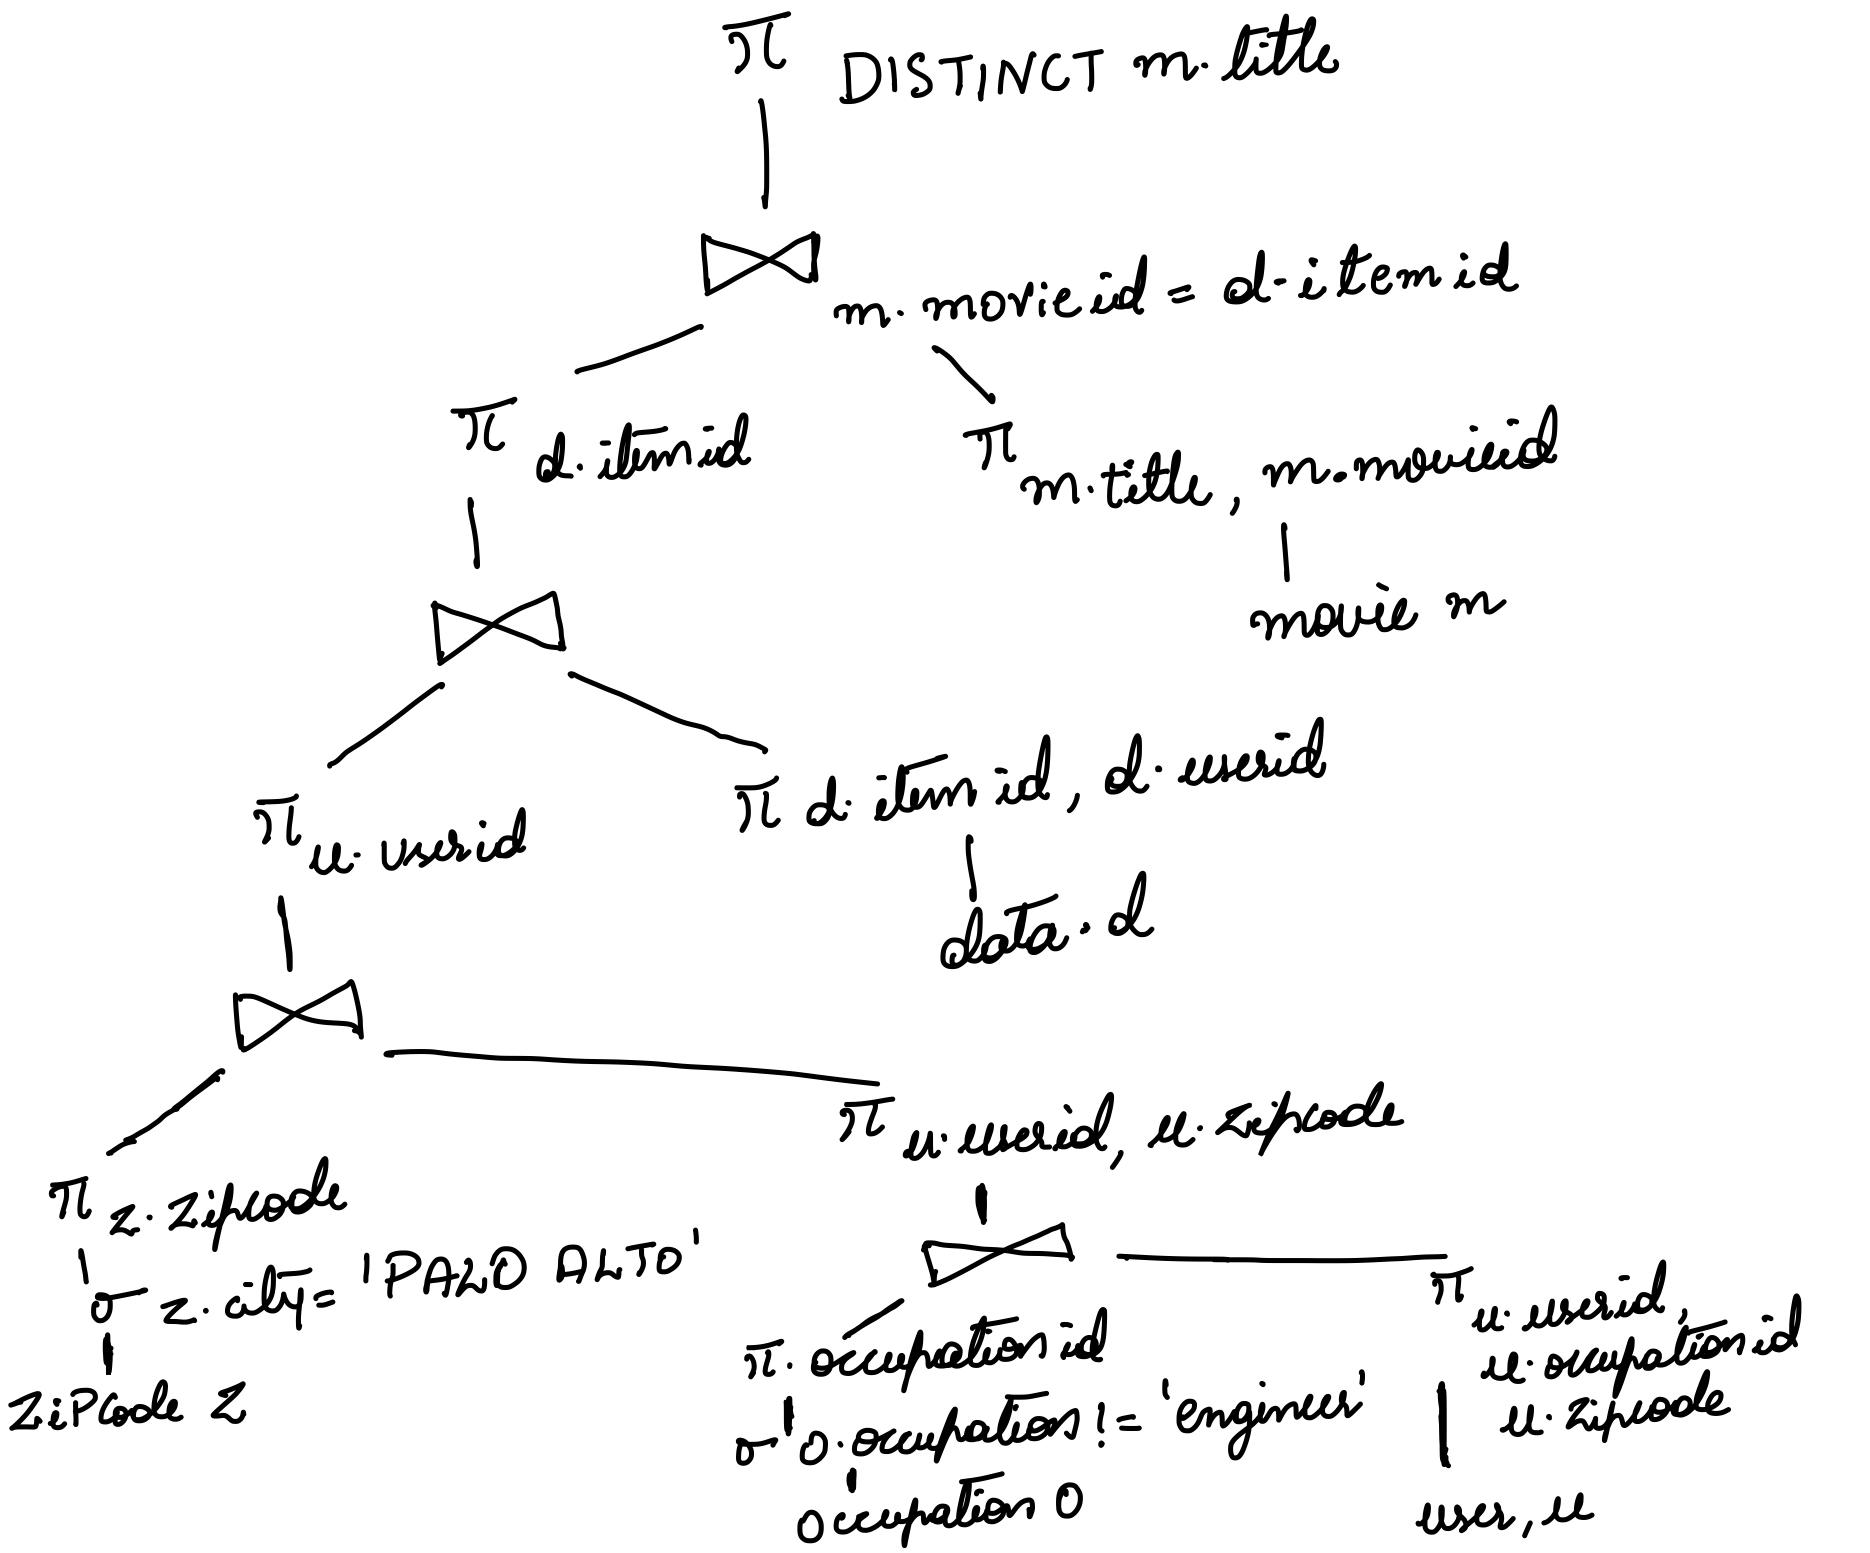 π DISTINCT m.title
⋈ m.movieid = d.itemid
π d.itemid
π m.title, m.movieid
movie m
⋈
π u.userid
π d.itemid, d.userid
data.d
⋈
π z.zipcode
π u.userid, u.zipcode
σ z.city = 'PALO ALTO'
zipcode z
⋈
π.occupationid
π u.userid,
u.occupationid
u.zipcode
σ o.occupation != 'engineer'
occupation o
user, u